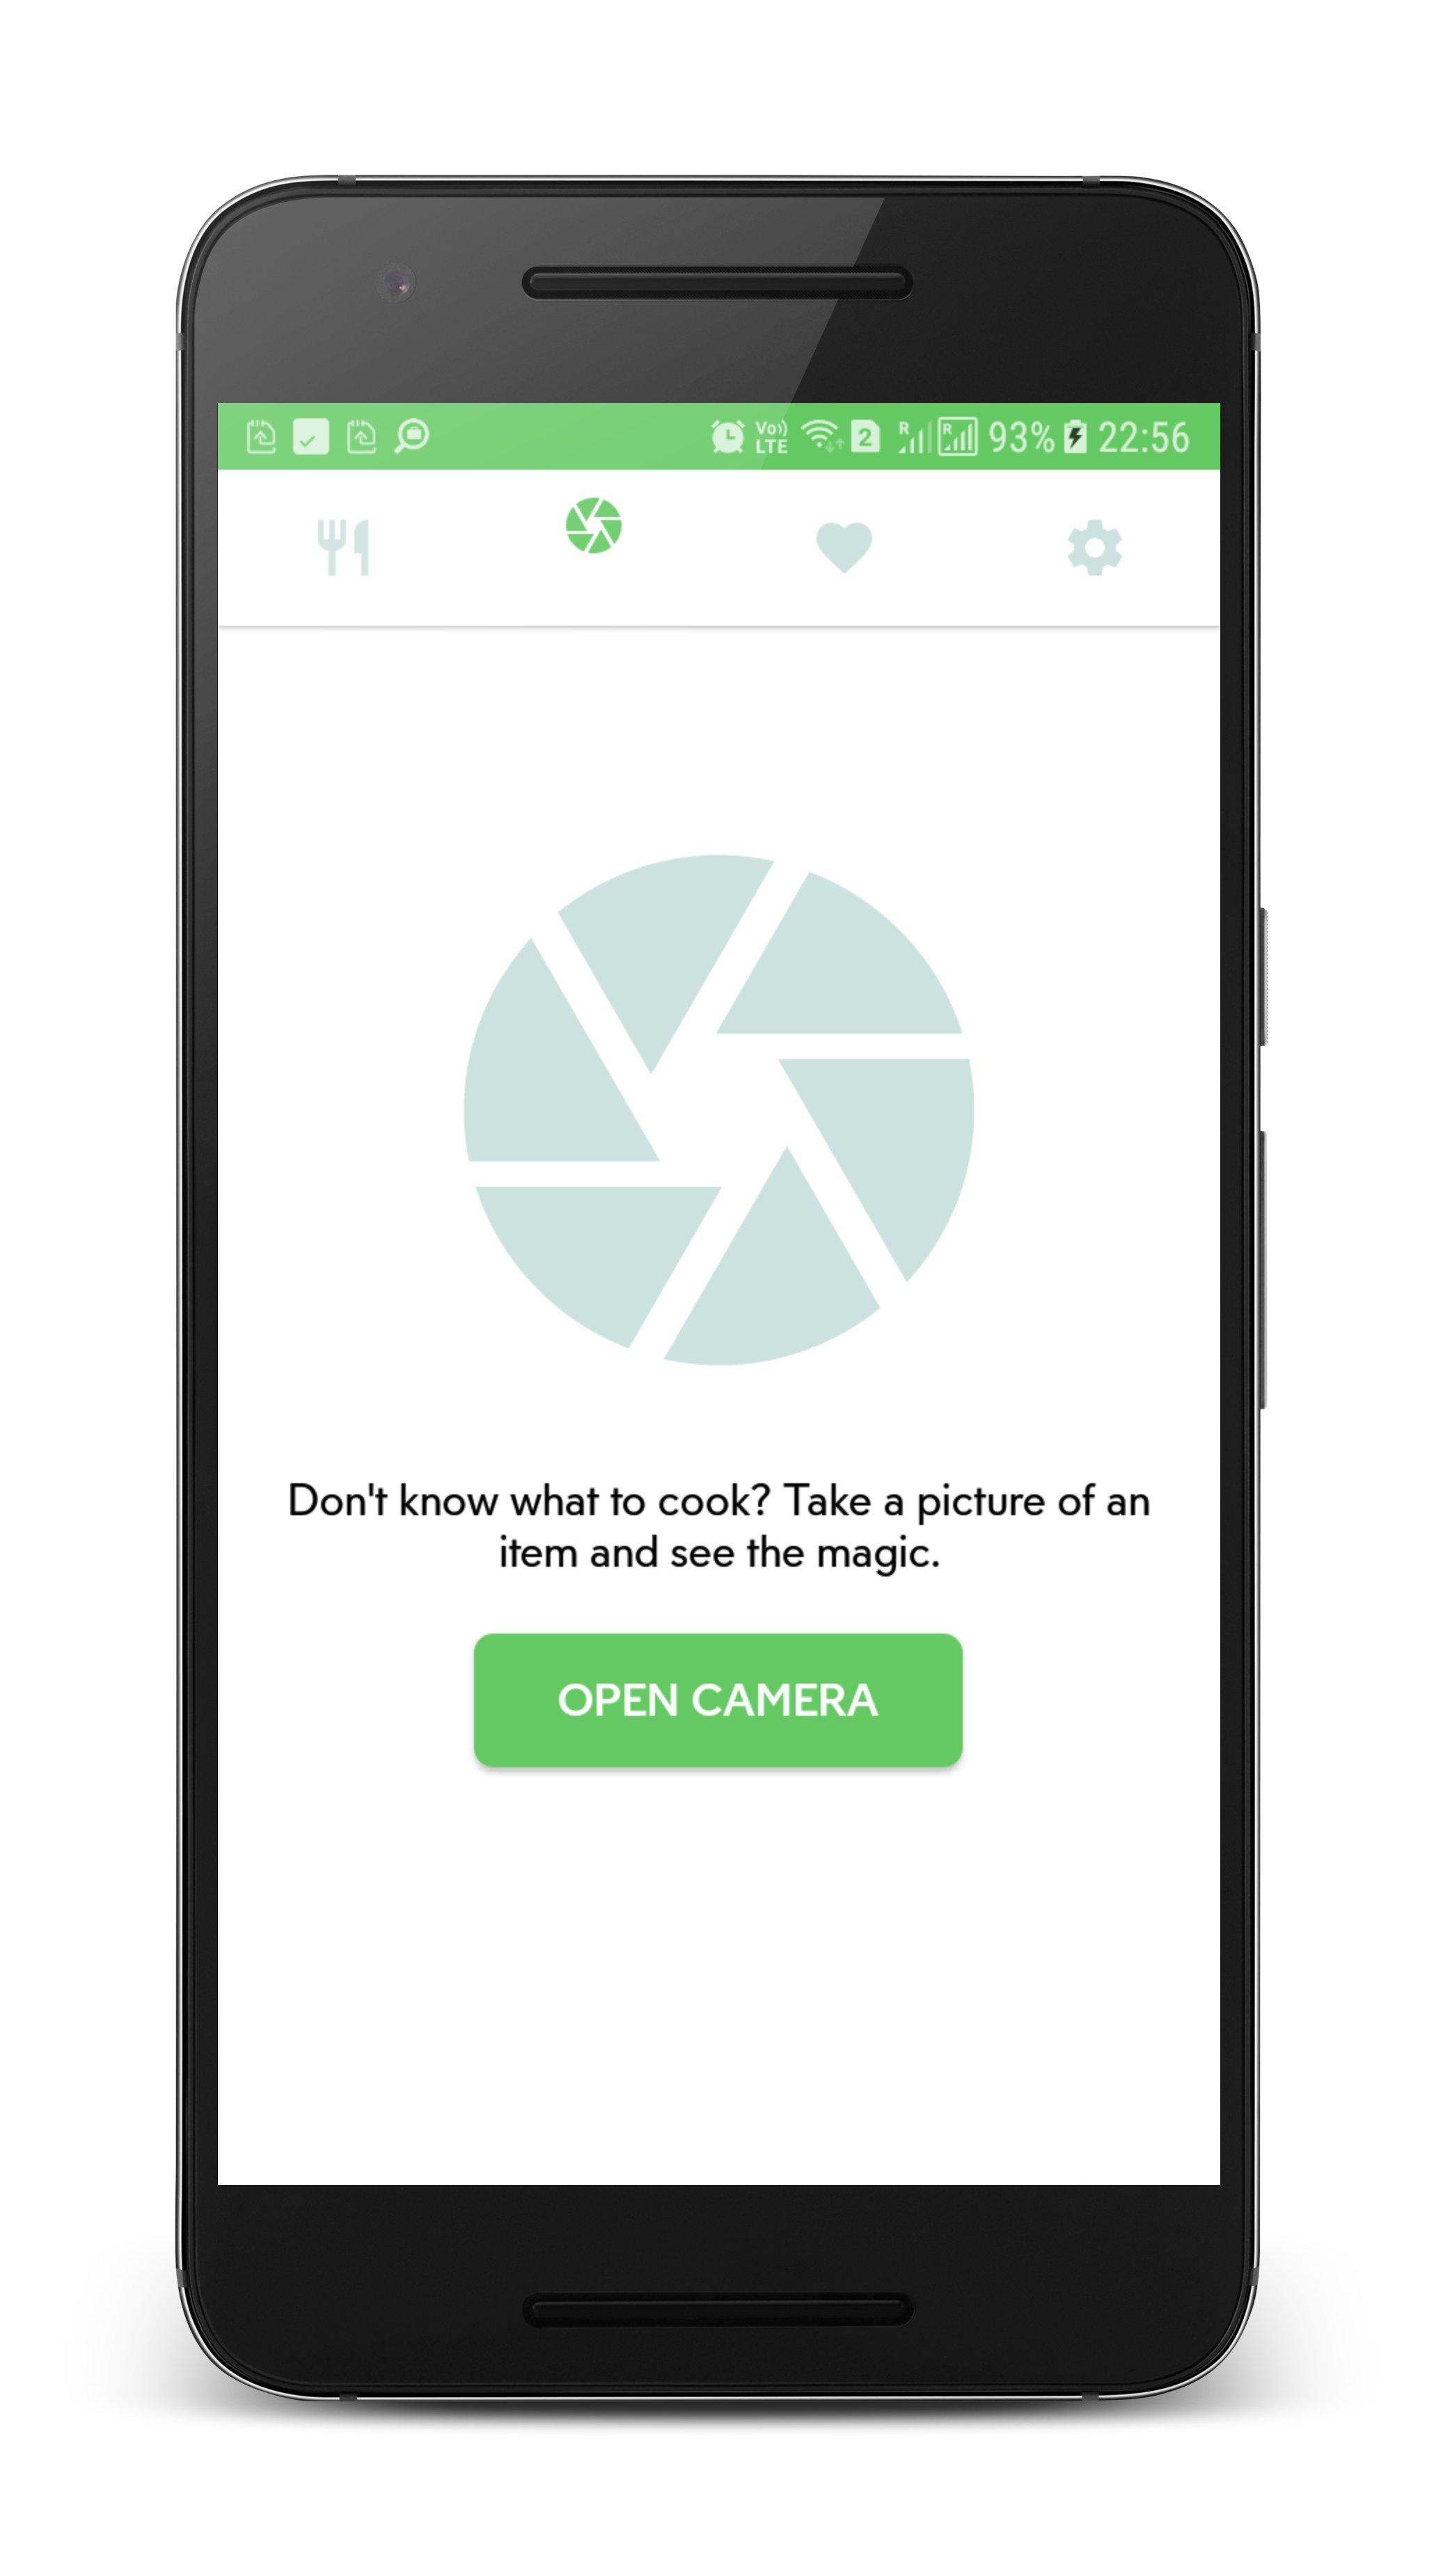 Vo)) LTE 2 R R 93% 22:56
Don't know what to cook? Take a picture of an
item and see the magic.
OPEN CAMERA